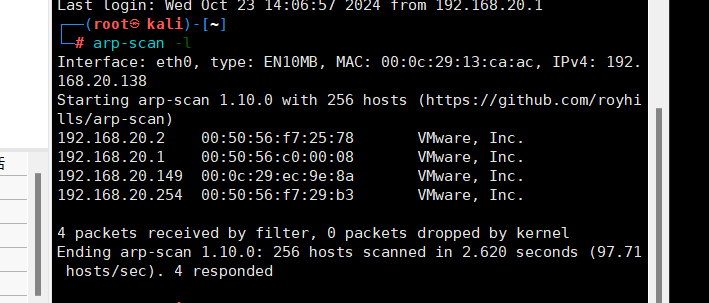 Last login: Wed Oct 23 14:06:57 2024 from 192.168.20.1
┌──(root㉿kali)-[~]
└─# arp-scan -l
Interface: eth0, type: EN10MB, MAC: 00:0c:29:13:ca:ac, IPv4: 192.
168.20.138
Starting arp-scan 1.10.0 with 256 hosts (https://github.com/royhi
lls/arp-scan)
192.168.20.2    00:50:56:f7:25:78       VMware, Inc.
192.168.20.1    00:50:56:c0:00:08       VMware, Inc.
192.168.20.149  00:0c:29:ec:9e:8a       VMware, Inc.
192.168.20.254  00:50:56:f7:29:b3       VMware, Inc.

4 packets received by filter, 0 packets dropped by kernel
Ending arp-scan 1.10.0: 256 hosts scanned in 2.620 seconds (97.71
 hosts/sec). 4 responded